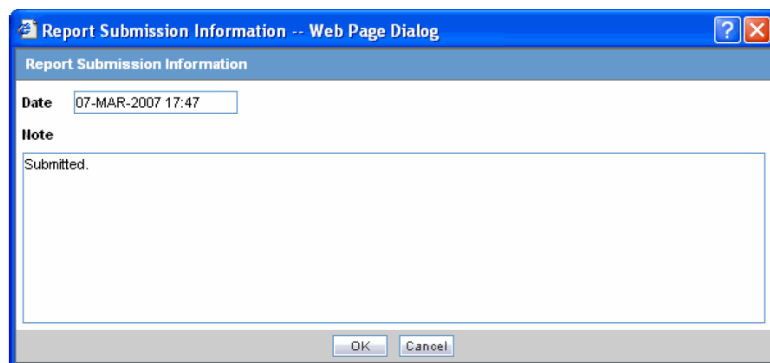 Report Submission Information -- Web Page Dialog
Report Submission Information
Date 07-MAR-2007 17:47
Note
Submitted.
OK Cancel